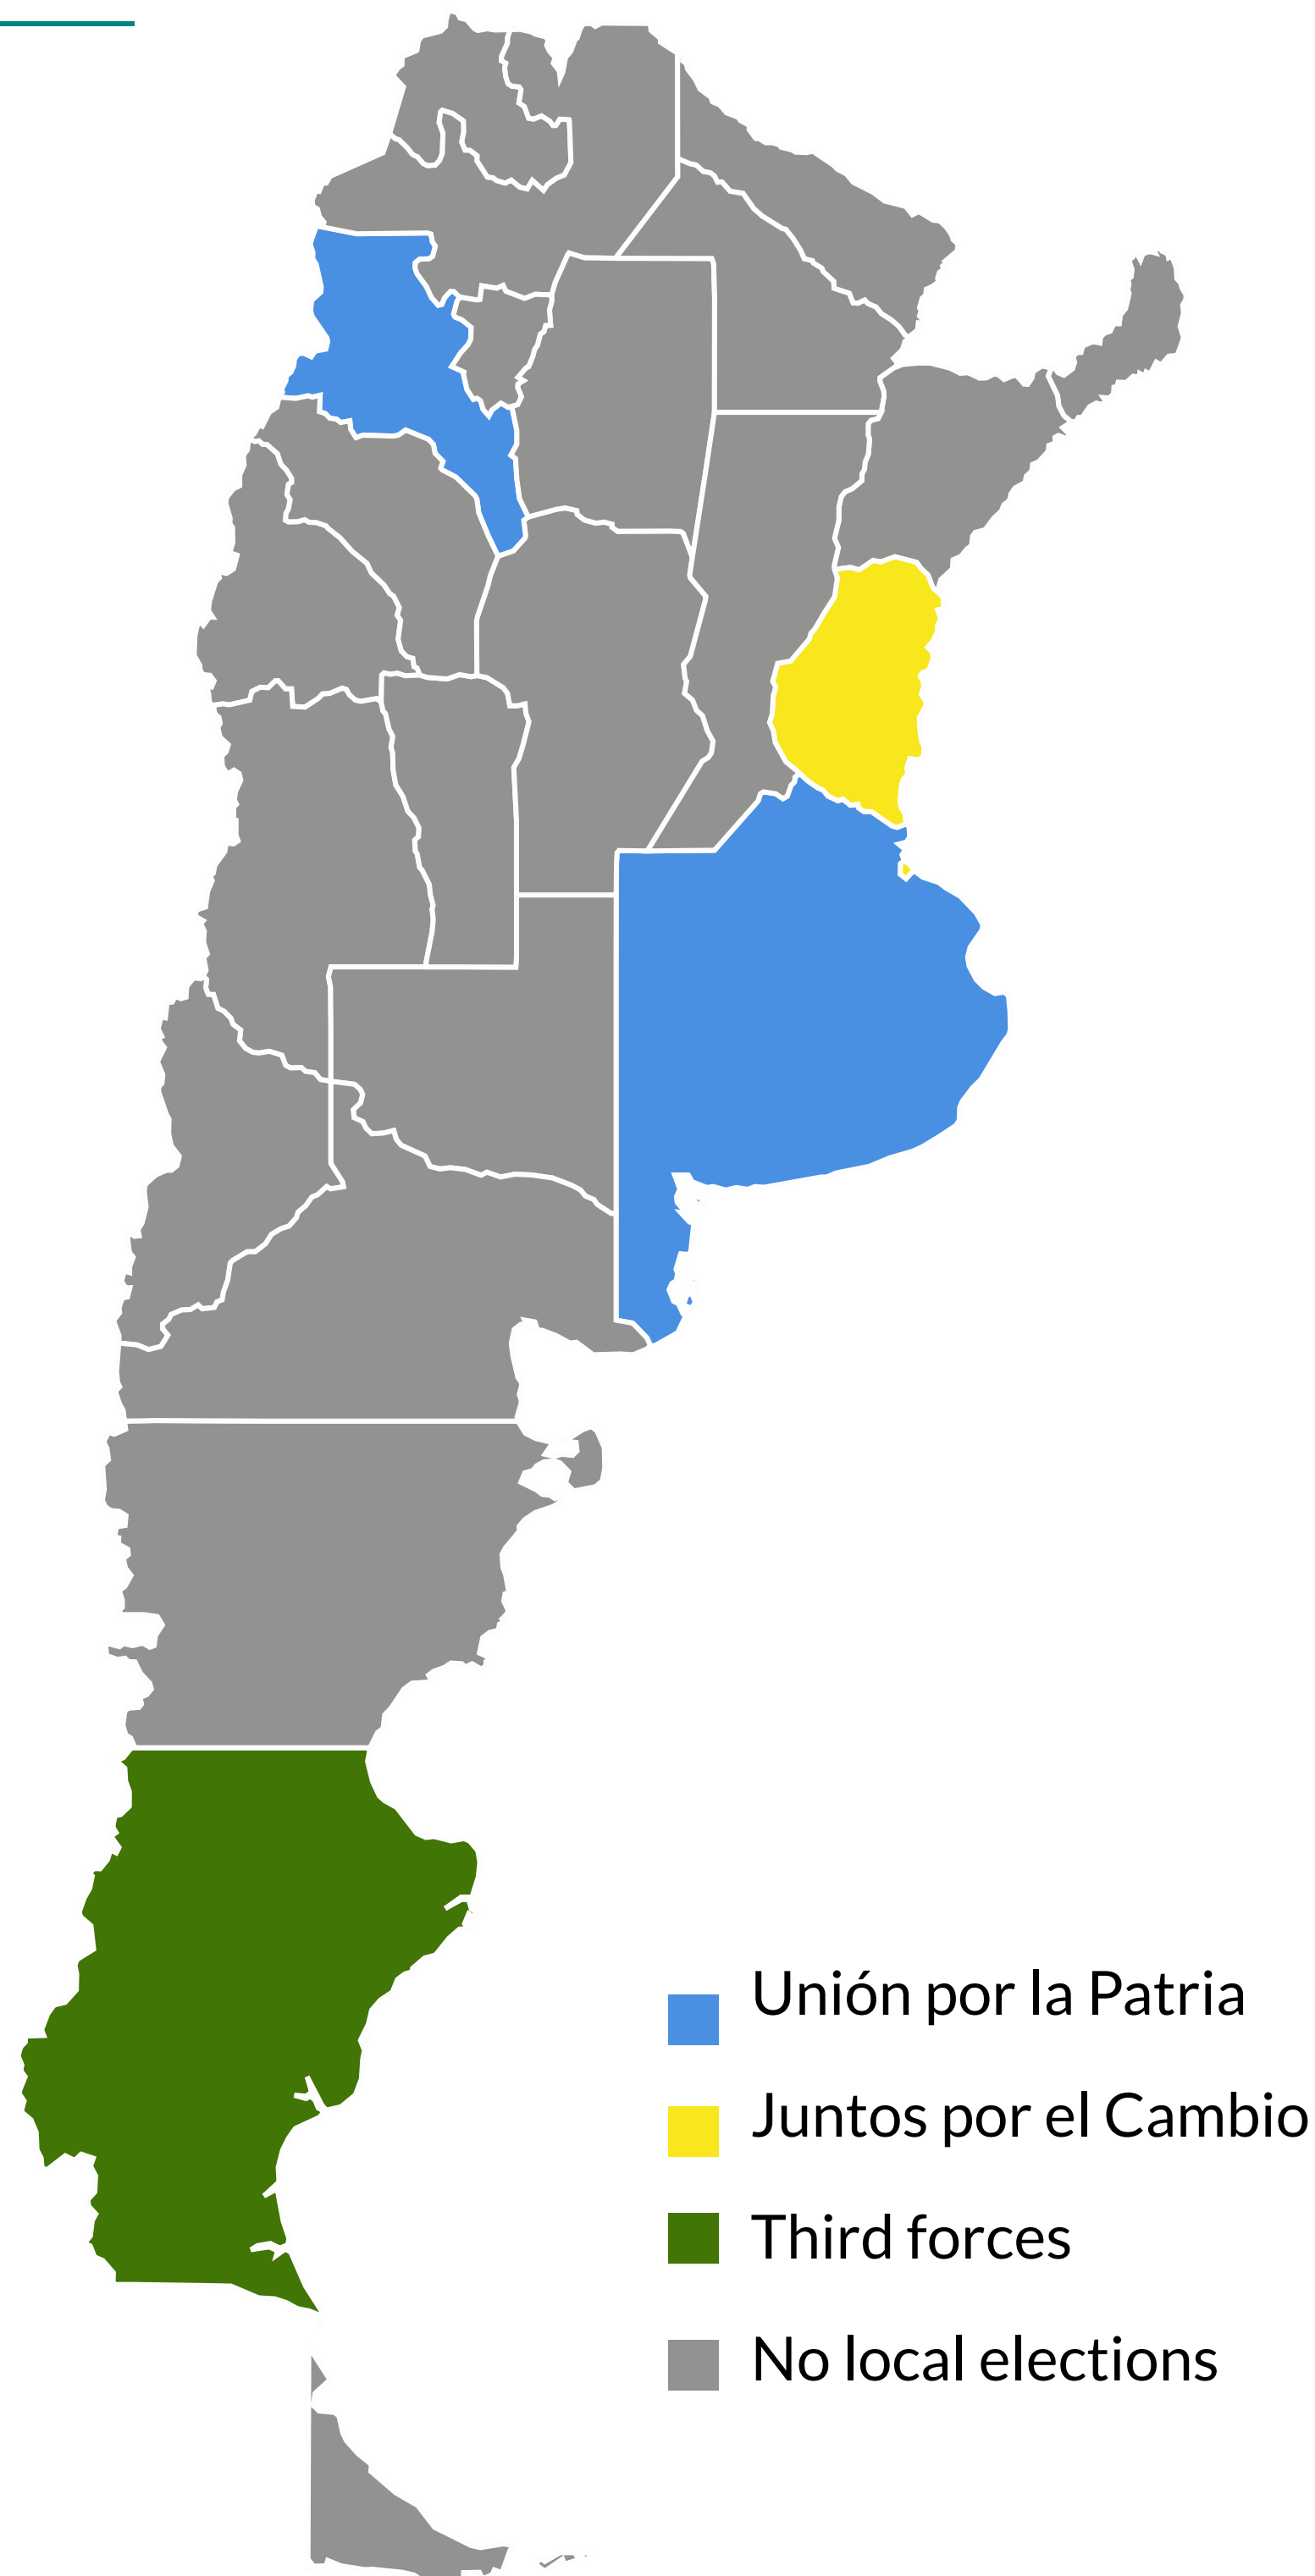 Unión por la Patria
Juntos por el Cambio
Third forces
No local elections